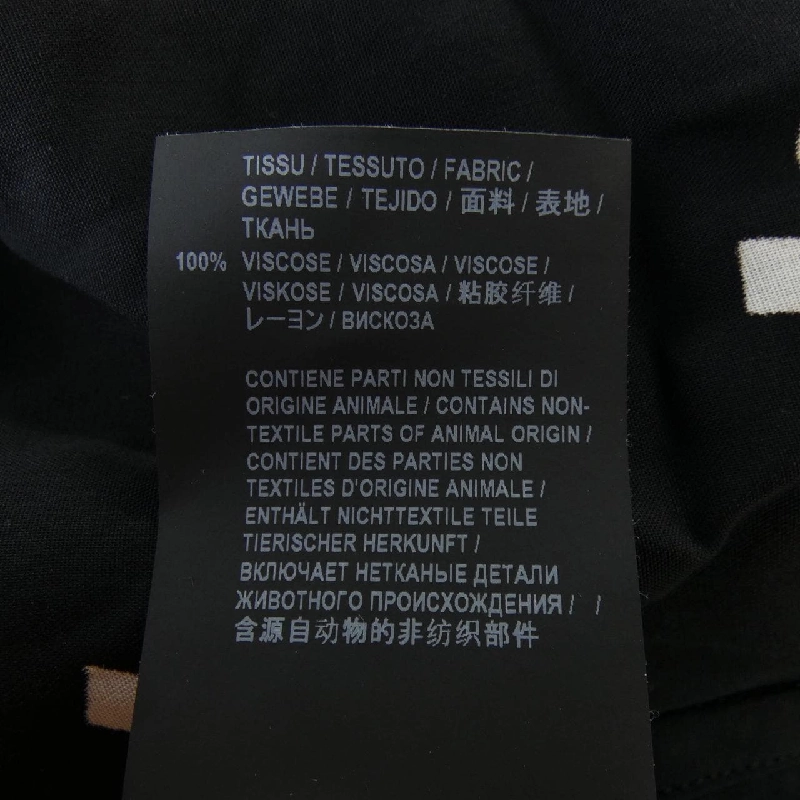 TISSU / TESSUTO / FABRIC /
GEWEBE / TEJIDO / 面料 / 表地 /
ТКАНЬ
100% VISCOSE / VISCOSA / VISCOSE /
VISKOSE / VISCOSA / 粘胶纤维 /
レーヨン / ВИСКОЗА
CONTIENE PARTI NON TESSILI DI
ORIGINE ANIMALE / CONTAINS NON-
TEXTILE PARTS OF ANIMAL ORIGIN /
CONTIENT DES PARTIES NON
TEXTILES D'ORIGINE ANIMALE /
ENTHÄLT NICHTTEXTILE TEILE
TIERISCHER HERKUNFT /
ВКЛЮЧАЕТ НЕТКАНЫЕ ДЕТАЛИ
ЖИВОТНОГО ПРОИСХОЖДЕНИЯ / /
含源自动物的非纺织部件